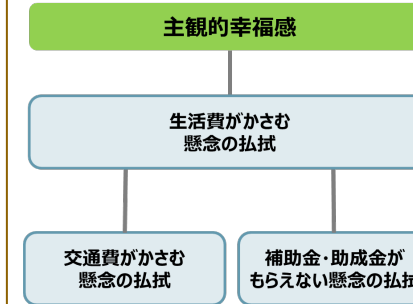 主観的幸福感
生活費がかさむ
懸念の払拭
交通費がかさむ
懸念の払拭
補助金・助成金が
もらえない懸念の払拭